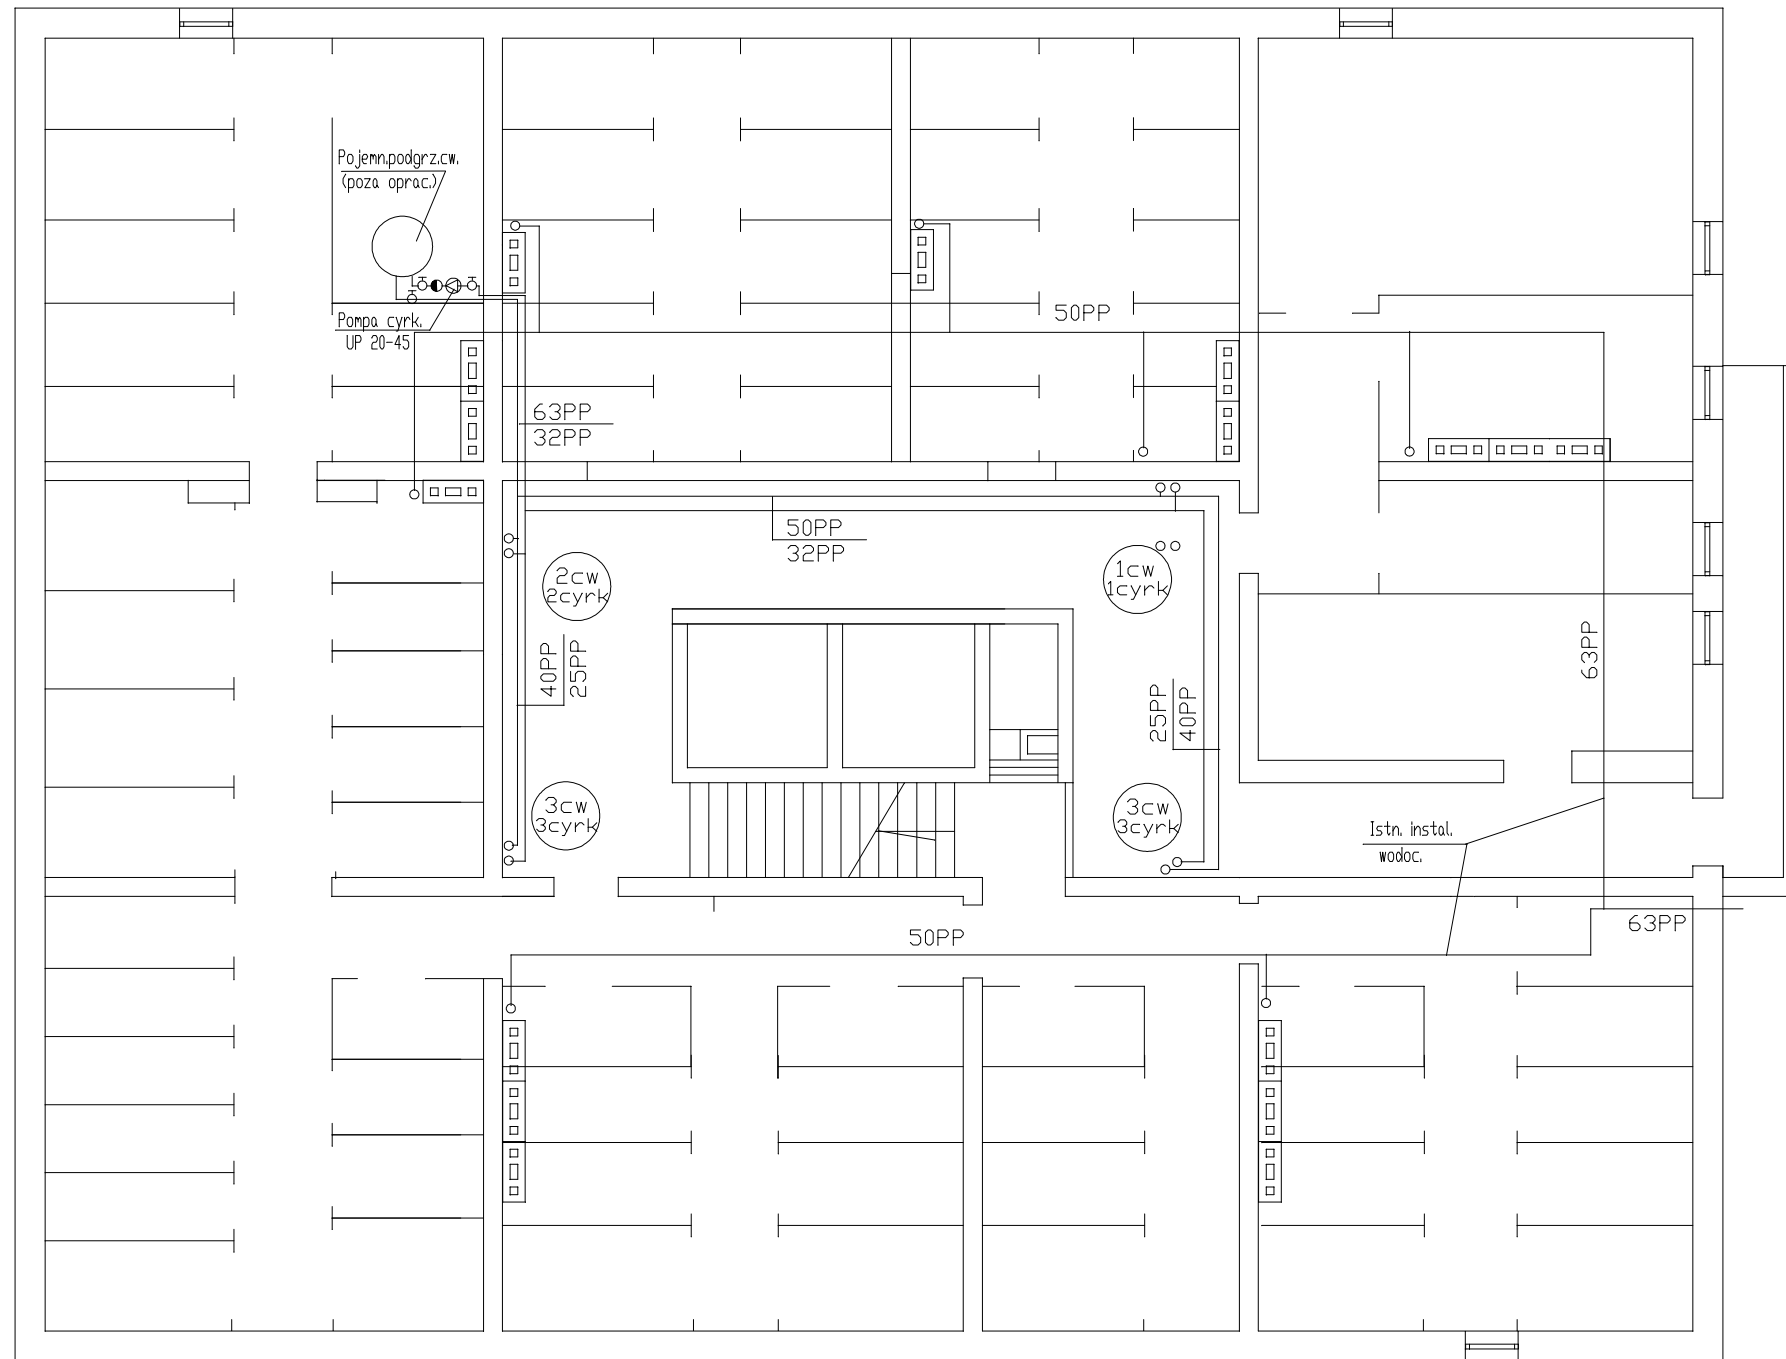 Pojemn.podgrz.cw.
(poza oprac.)
Pompa cyrk.
UP 20-45
50PP
63PP
32PP
50PP
32PP
2cw
2cyrk
1cw
1cyrk
40PP
25PP
63PP
25PP
40PP
3cw
3cyrk
3cw
3cyrk
Istn. instal.
wodoc.
50PP
63PP